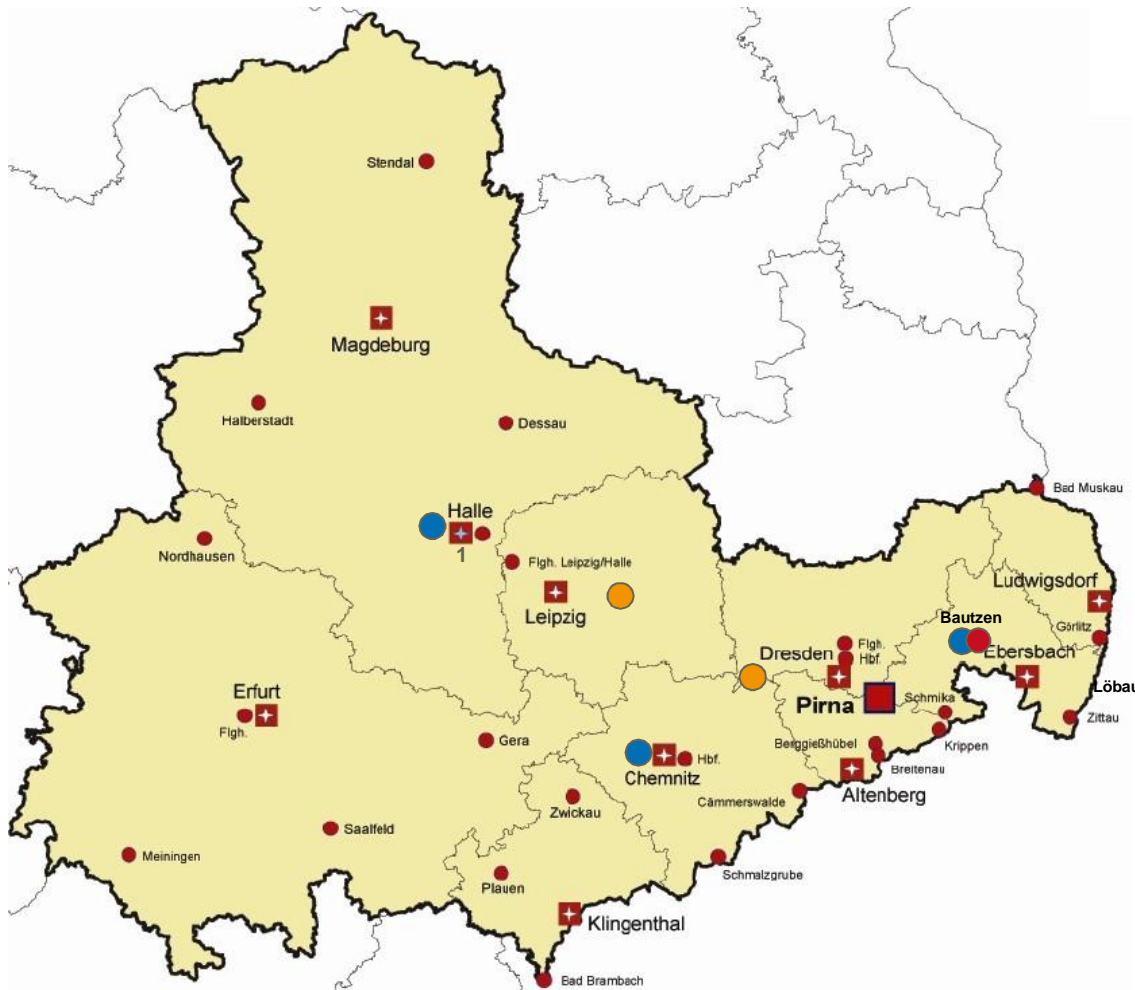 Stendal
Magdeburg
Halberstadt
Dessau
Bad Muskau
Halle
1
Nordhausen
Flgh. Leipzig/Halle
Leipzig
Ludwigsdorf
Bautzen
Görlitz
Flgh.
Hbf.
Dresden
Ebersbach
Löbau
Erfurt
Flgh.
Pirna
Schmika
Zittau
Krippen
Gera
Berggießhübel
Breitenau
Hbf.
Chemnitz
Altenberg
Cämmerswalde
Zwickau
Saalfeld
Meiningen
Schmalzgrube
Plauen
Klingenthal
Bad Brambach